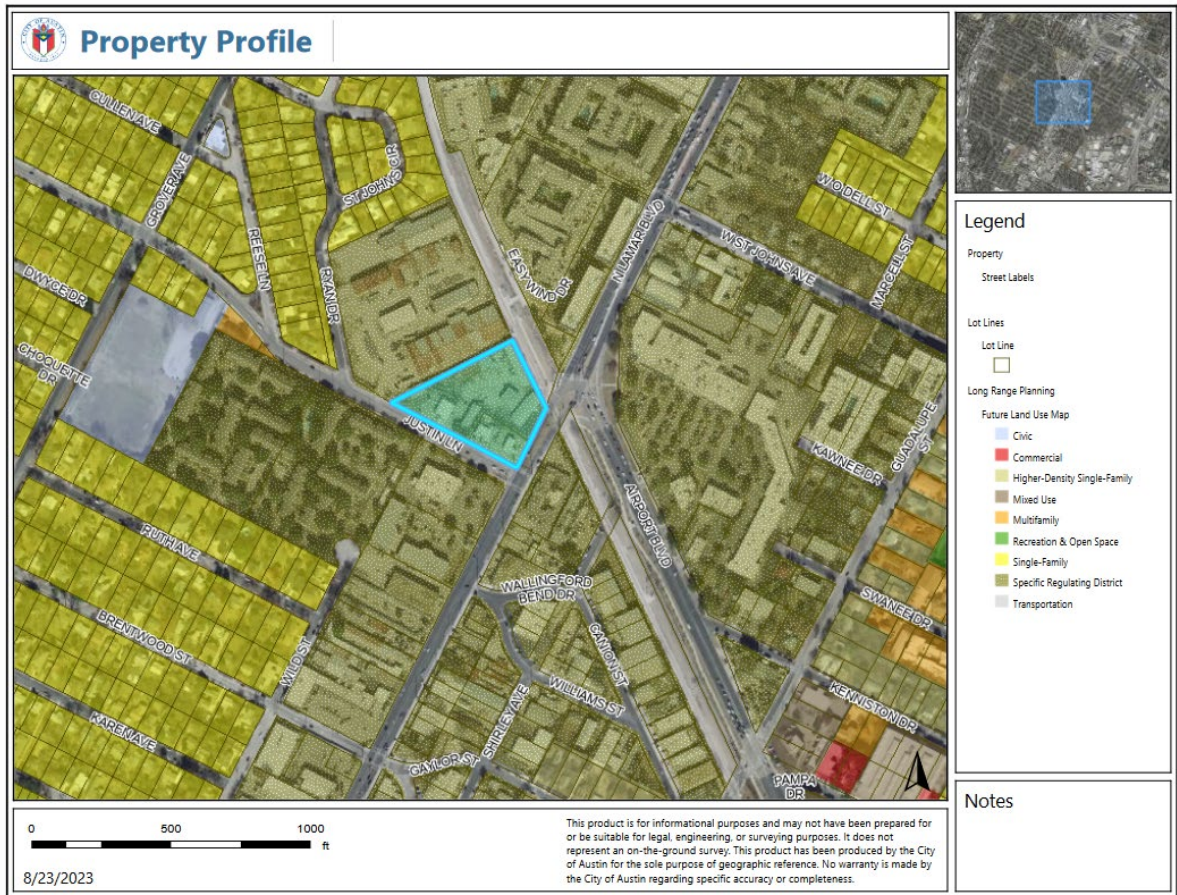 Property Profile
CULLEN AVE
GROVER AVE
ST JOHNS CIR
DWYCE DR
REESE LN
RYAN DR
EASY WIND DR
N LAMAR BLVD
W ST JOHNS AVE
W O DELL ST
MARCELL ST
CHOQUETTE
DR
JUSTIN LN
GUADALUPE
ST
KAWNEE DR
AIRPORT BLVD
RUTH AVE
WALLINGFORD
BEND DR
SWANEE DR
BRENTWOOD ST
WILD ST
CANION ST
WILLIAMS ST
KENNISTON DR
KAREN AVE
SHIRLEY AVE
GAYLOR ST
PAMPA
DR
Legend
Property
Street Labels
Lot Lines
Lot Line
Long Range Planning
Future Land Use Map
Civic
Commercial
Higher-Density Single-Family
Mixed Use
Multifamily
Recreation & Open Space
Single-Family
Specific Regulating District
Transportation
Notes
0 500 1000
ft
8/23/2023
This product is for informational purposes and may not have been prepared for
or be suitable for legal, engineering, or surveying purposes. It does not
represent an on-the-ground survey. This product has been produced by the City
of Austin for the sole purpose of geographic reference. No warranty is made by
the City of Austin regarding specific accuracy or completeness.